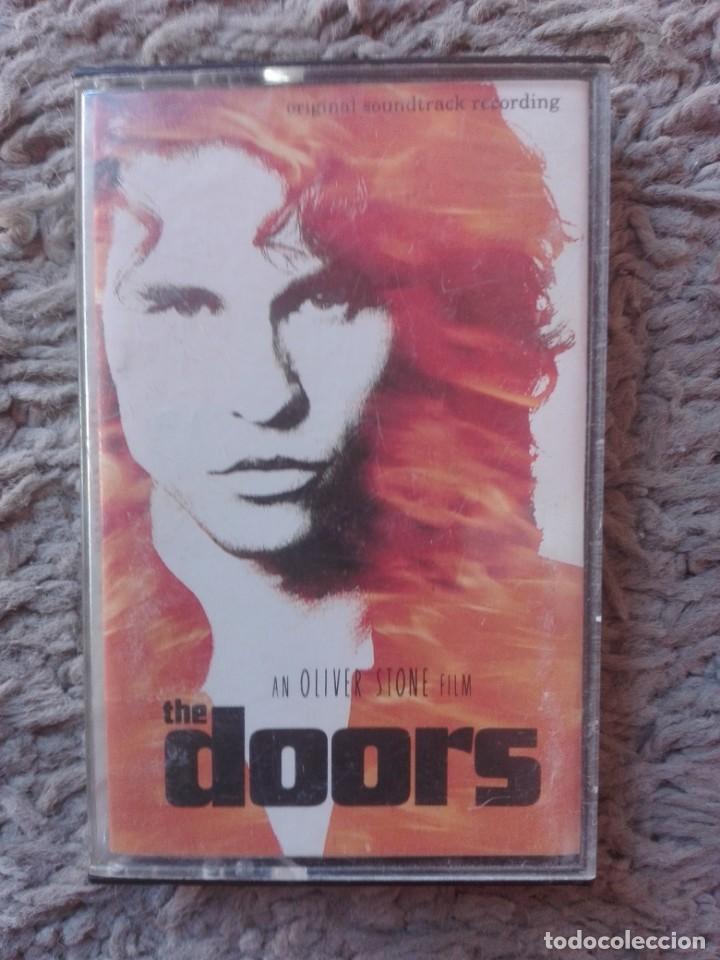 original soundtrack recording
AN OLIVER STONE FILM
the
doors
todocoleccion